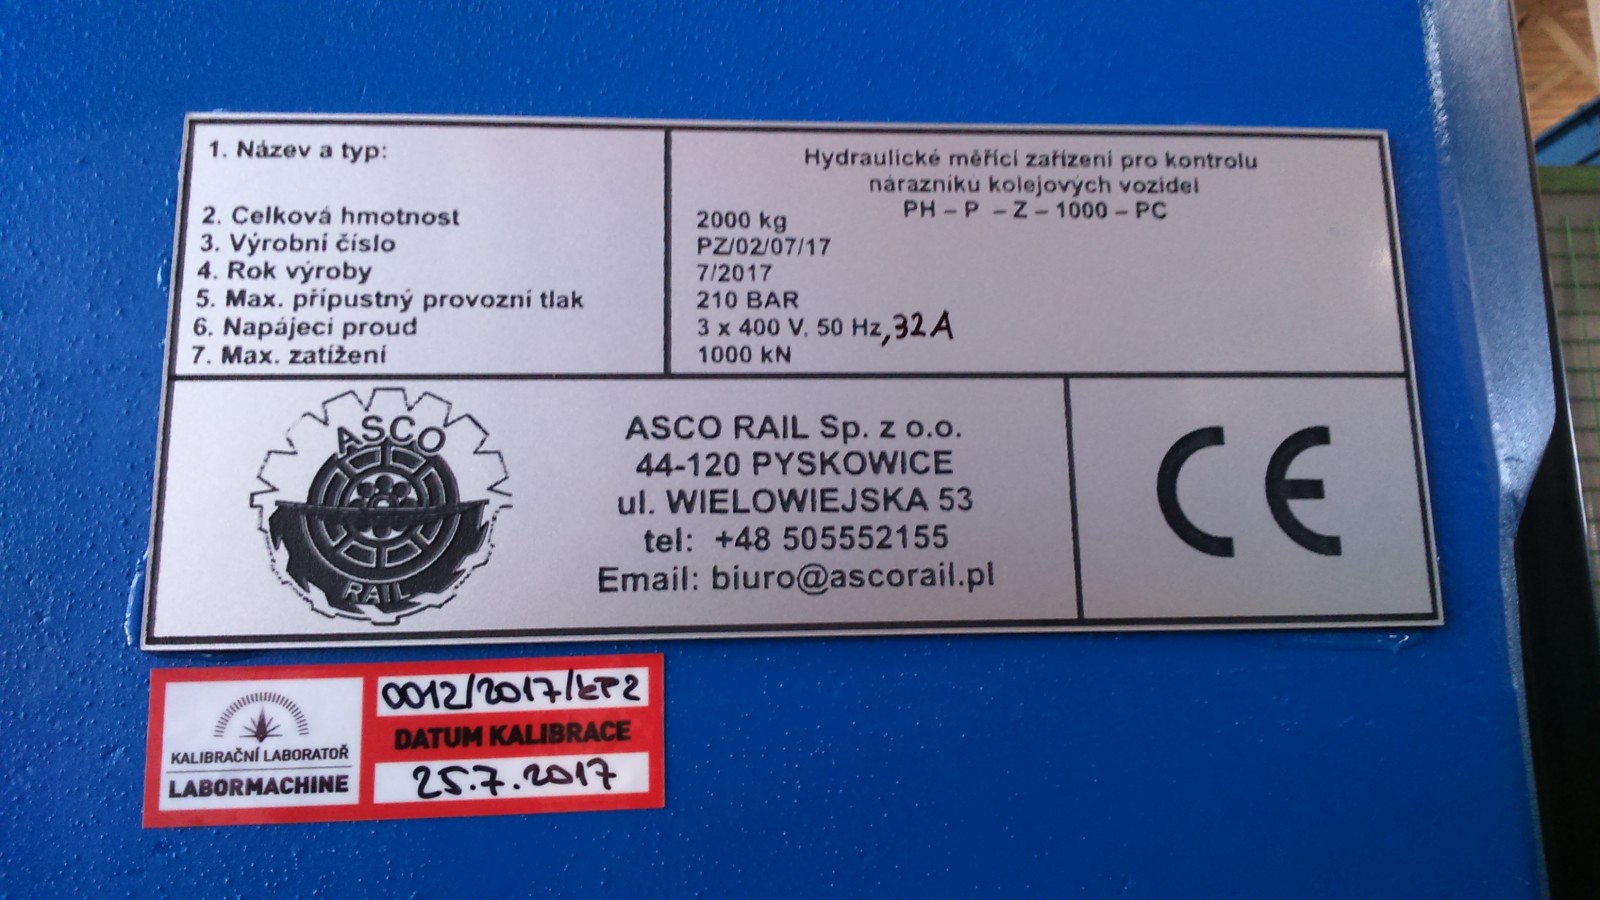 1. Název a typ:
Hydraulické měřící zařízení pro kontrolu
nárazníku kolejových vozidel
PH – P – Z – 1000 – PC
2. Celková hmotnost 2000 kg
3. Výrobní číslo PZ/02/07/17
4. Rok výroby 7/2017
5. Max. přípustný provozní tlak 210 BAR
6. Napájecí proud 3 x 400 V. 50 Hz,32A
7. Max. zatížení 1000 kN
ASCO
RAIL
ASCO RAIL Sp. z o.o.
44-120 PYSKOWICE
ul. WIELOWIEJSKA 53
tel: +48 505552155
Email: biuro@ascorail.pl
CE
KALIBRAČNÍ LABORATOŘ
LABORMACHINE
0012/2017/LP2
DATUM KALIBRACE
25.7.2017